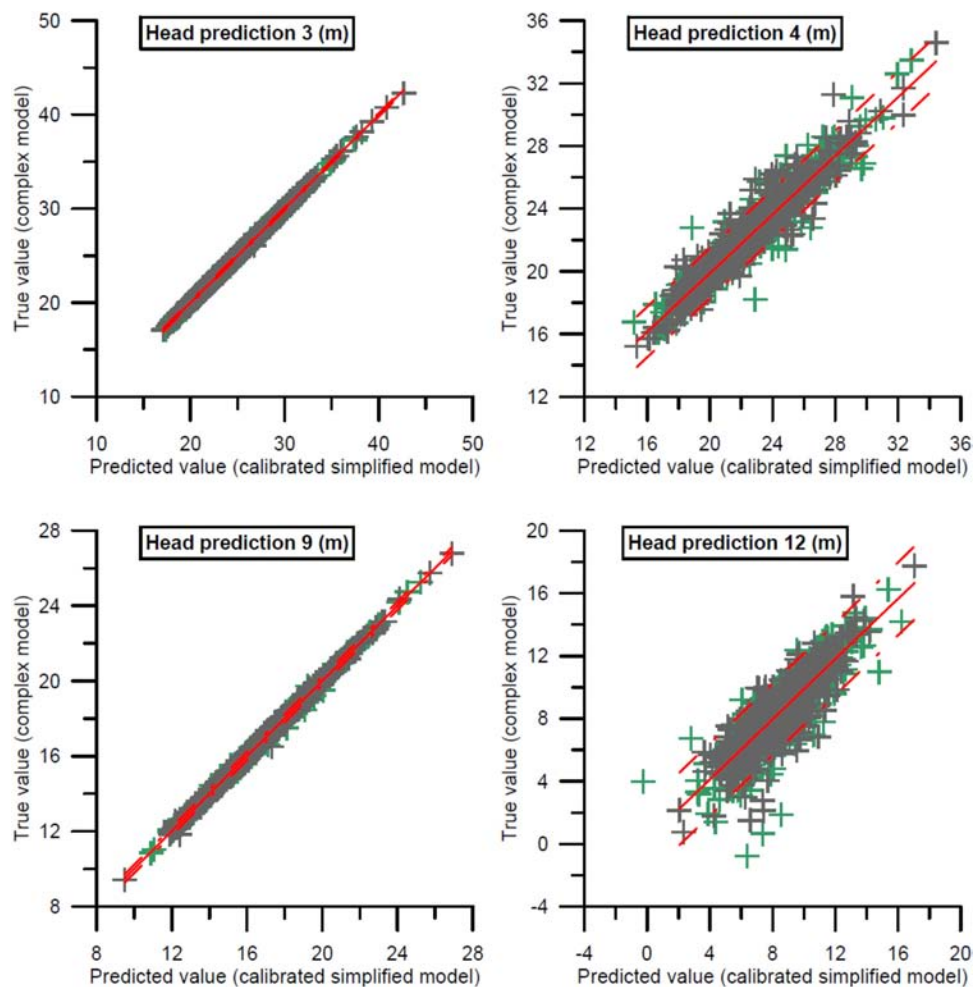 Head prediction 3 (m)
True value (complex model)
50
40
30
20
10
10 20 30 40 50
Predicted value (calibrated simplified model)
Head prediction 4 (m)
True value (complex model)
36
32
28
24
20
16
12
12 16 20 24 28 32 36
Predicted value (calibrated simplified model)
Head prediction 9 (m)
True value (complex model)
28
24
20
16
12
8
8 12 16 20 24 28
Predicted value (calibrated simplified model)
Head prediction 12 (m)
True value (complex model)
20
16
12
8
4
0
-4
-4 0 4 8 12 16 20
Predicted value (calibrated simplified model)